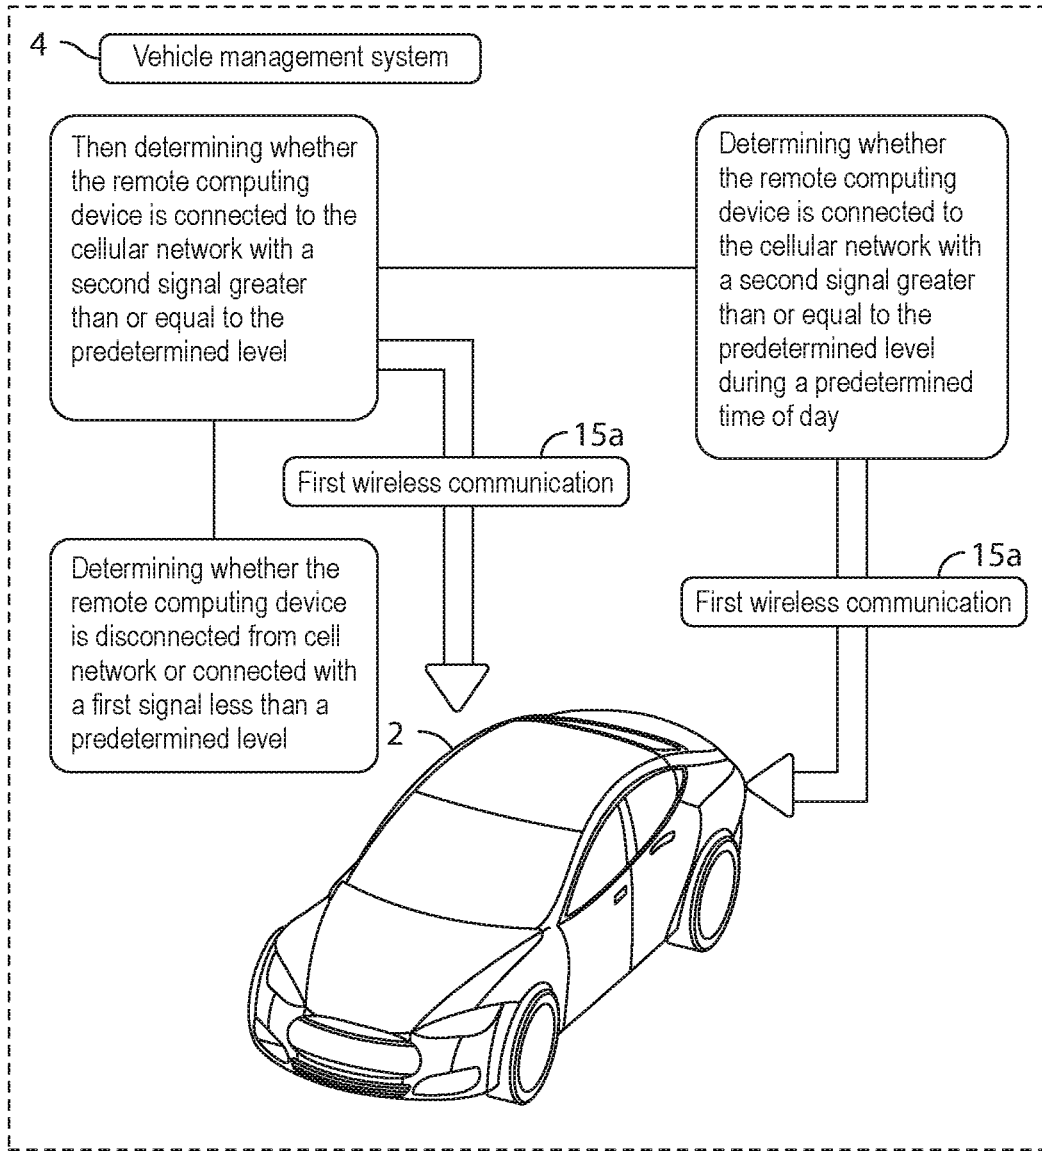 4
Vehicle management system
Then determining whether
the remote computing
device is connected to the
cellular network with a
second signal greater
than or equal to the
predetermined level
Determining whether
the remote computing
device is connected to
the cellular network with
a second signal greater
than or equal to the
predetermined level
during a predetermined
time of day
15a
First wireless communication
15a
First wireless communication
Determining whether the
remote computing device
is disconnected from cell
network or connected with
a first signal less than a
predetermined level
2